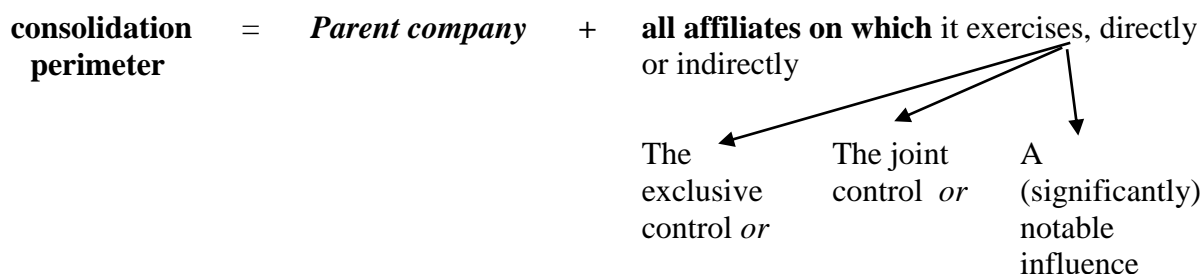 consolidation = Parent company + all affiliates on which it exercises, directly
perimeter or indirectly
The The joint A
exclusive control or (significantly)
control or notable
influence